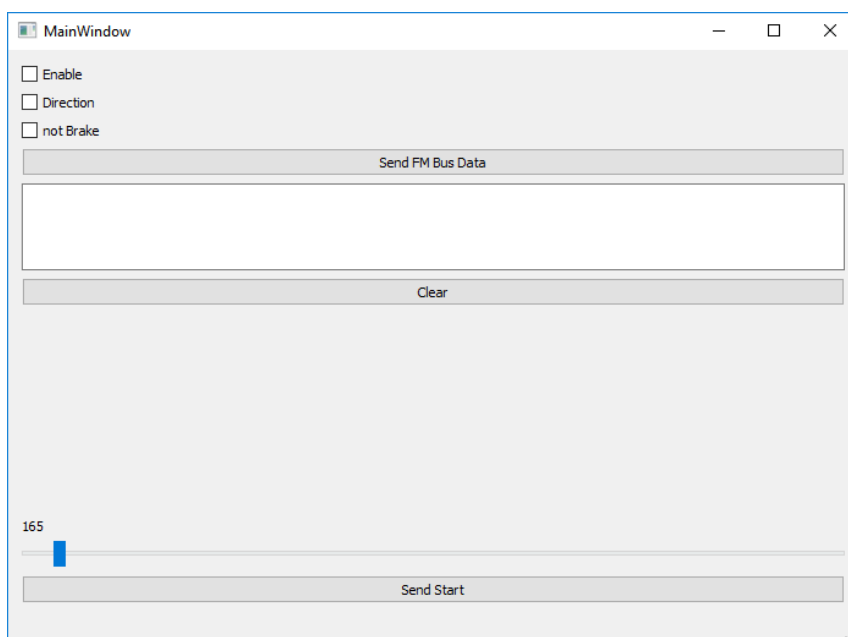 MainWindow
Enable
Direction
not Brake
Send FM Bus Data
Clear
165
Send Start